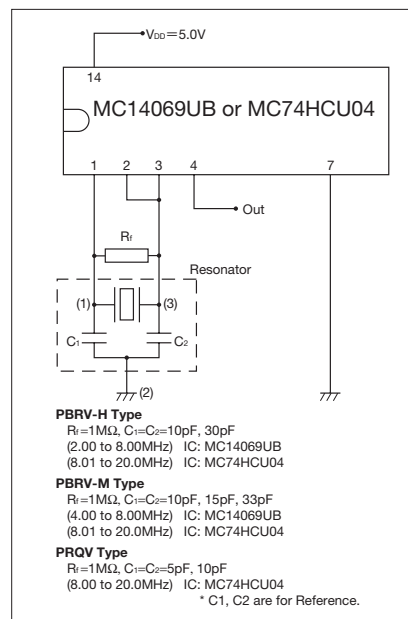 VDD=5.0V
14
MC14069UB or MC74HCU04
1 2 3 4 7
Out
Rf
Resonator
(1) (3)
C1 C2
(2)
PBRV-H Type
Rf=1MΩ, C1=C2=10pF, 30pF
(2.00 to 8.00MHz) IC: MC14069UB
(8.01 to 20.0MHz) IC: MC74HCU04
PBRV-M Type
Rf=1MΩ, C1=C2=10pF, 15pF, 33pF
(4.00 to 8.00MHz) IC: MC14069UB
(8.01 to 20.0MHz) IC: MC74HCU04
PRQV Type
Rf=1MΩ, C1=C2=5pF, 10pF
(8.00 to 20.0MHz) IC: MC74HCU04
* C1, C2 are for Reference.